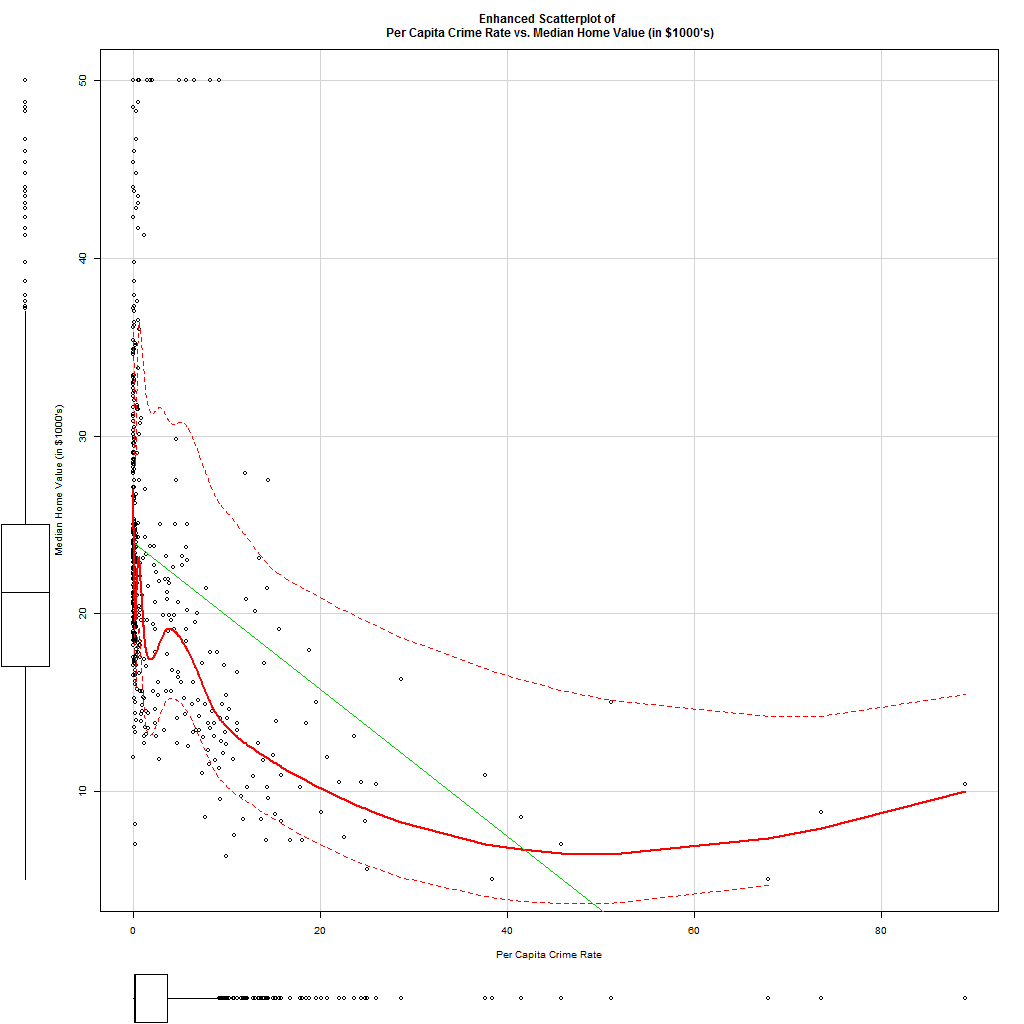 Enhanced Scatterplot of
Per Capita Crime Rate vs. Median Home Value (in $1000's)
50
40
30
20
10
Median Home Value (in $1000's)
0 20 40 60 80
Per Capita Crime Rate